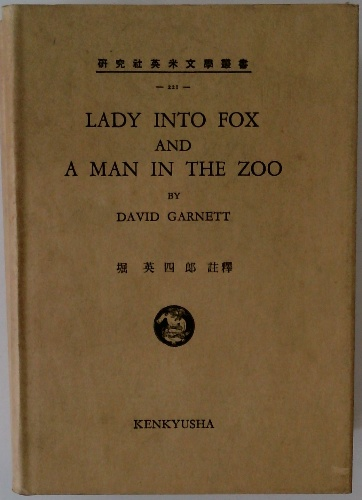 研究社英米文學叢書
LADY INTO FOX
AND
A MAN IN THE ZOO
BY
DAVID GARNETT
堀 英四郎 註釋
KENKYUSHA